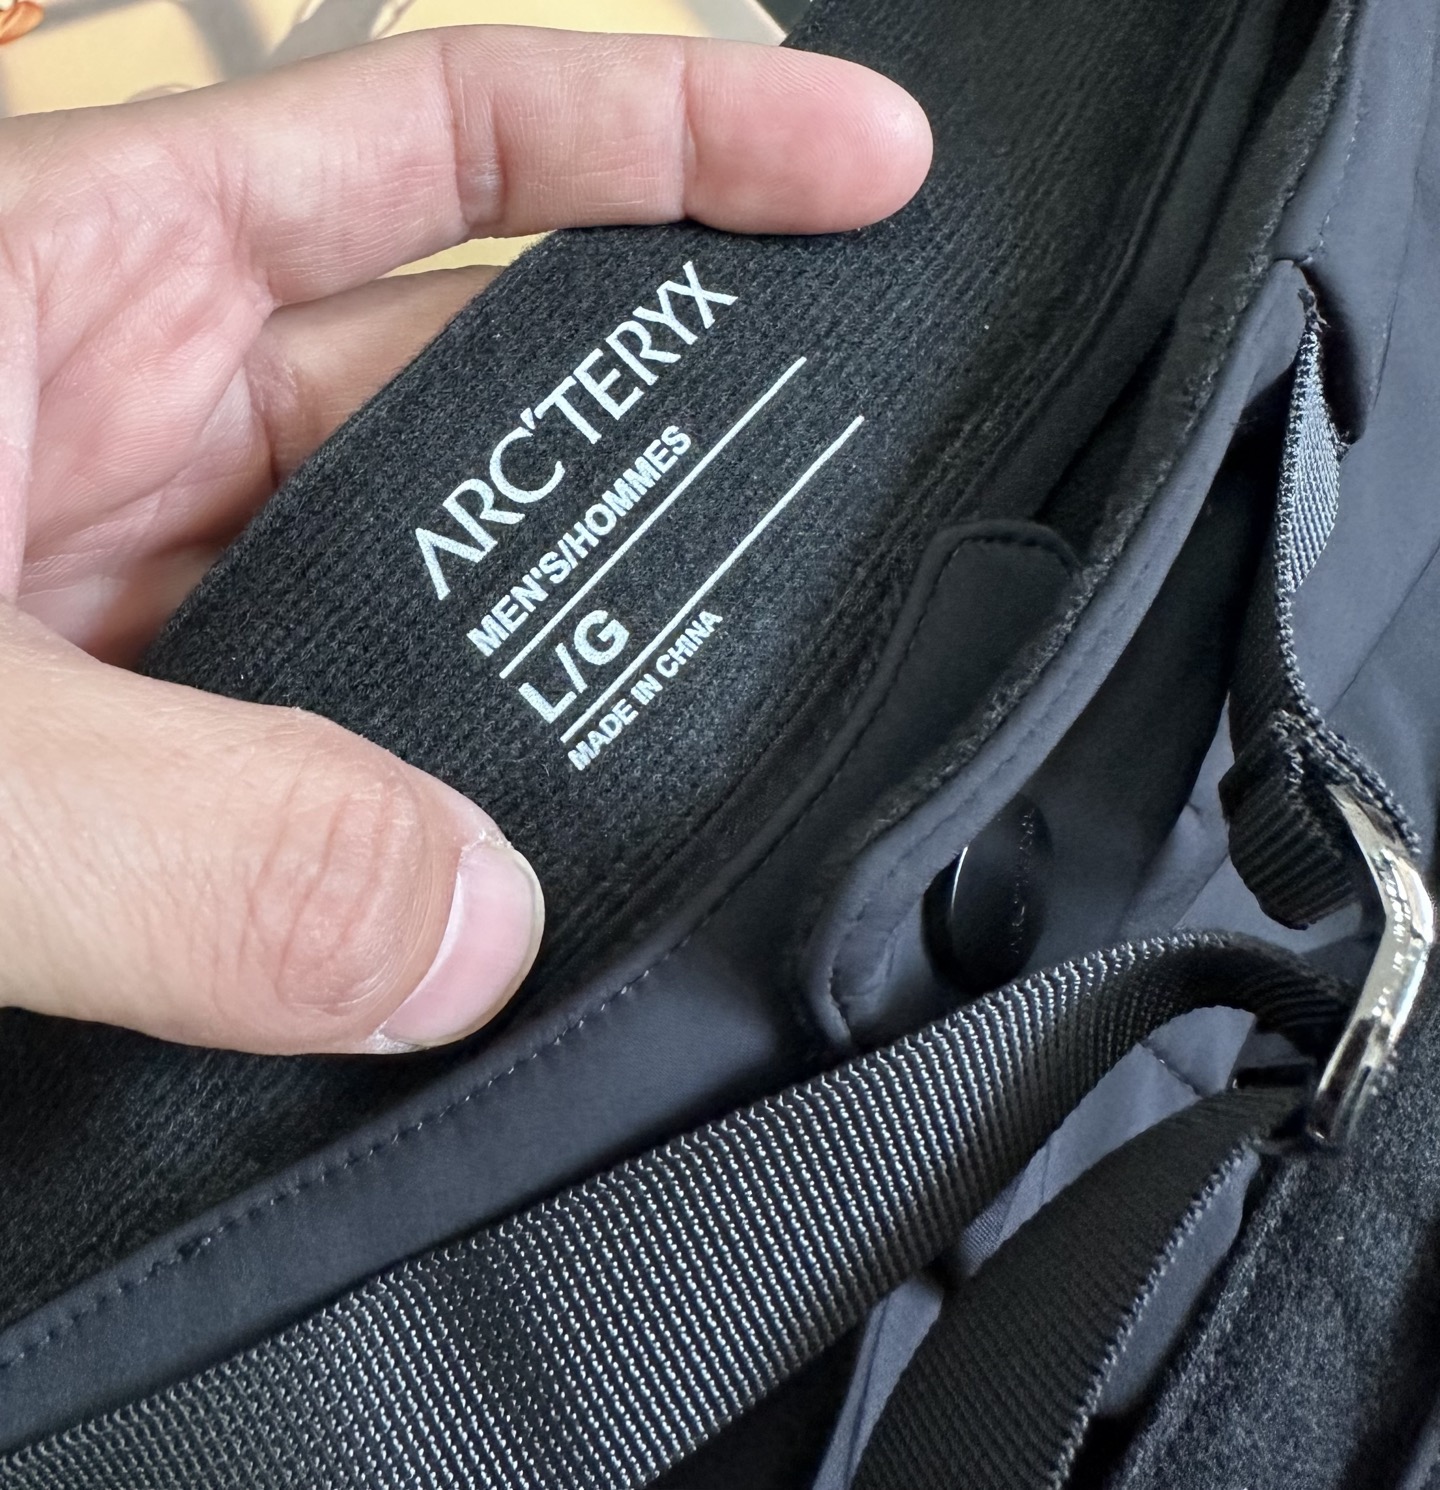 ARC'TERYX
MEN'S/HOMMES
L/G
MADE IN CHINA